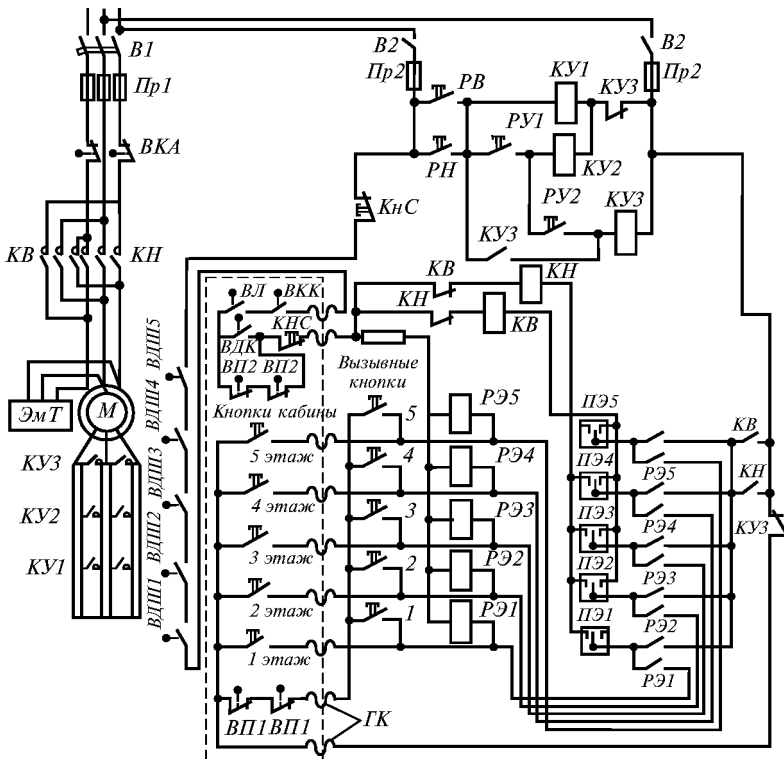 В1
В2
В2
Пр1
Пр2
РВ
КУ1
КУ3
Пр2
ВКА
РН
РУ1
КУ2
КнС
РУ2
КУ3
КУ3
КВ
КН
КВ
КН
КН
КВ
ВЛ
ВКК
КНС
ВДК
ВП2
ВП2
Вызывные
кнопки
Кнопки кабины
ЭмТ
М
КУ3
КУ2
КУ1
ВДШ5
ВДШ4
ВДШ3
ВДШ2
ВДШ1
5 этаж
4 этаж
3 этаж
2 этаж
1 этаж
5
4
3
2
1
РЭ5
РЭ4
РЭ3
РЭ2
РЭ1
ПЭ5
ПЭ4
ПЭ3
ПЭ2
ПЭ1
КВ
РЭ5
КН
РЭ4
КУ3
РЭ3
РЭ2
РЭ1
ВП1
ВП1
ГК